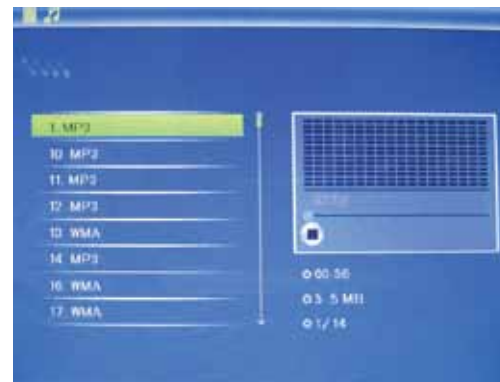 1. MP3
10. MP3
11. MP3
12. MP3
13. WMA
14. MP3
16. WMA
17. WMA
00:56
3.5 MB
1/14